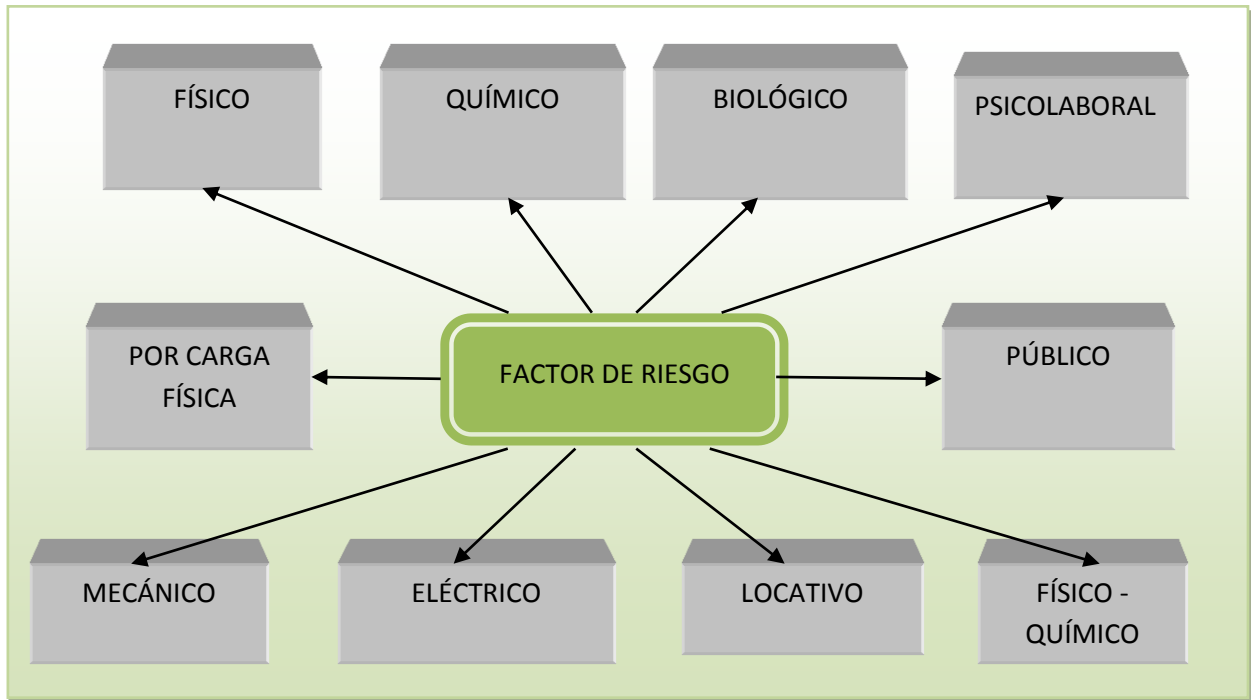 FÍSICO
QUÍMICO
BIOLÓGICO
PSICOLABORAL
POR CARGA
FÍSICA
FACTOR DE RIESGO
PÚBLICO
MECÁNICO
ELÉCTRICO
LOCATIVO
FÍSICO -
QUÍMICO